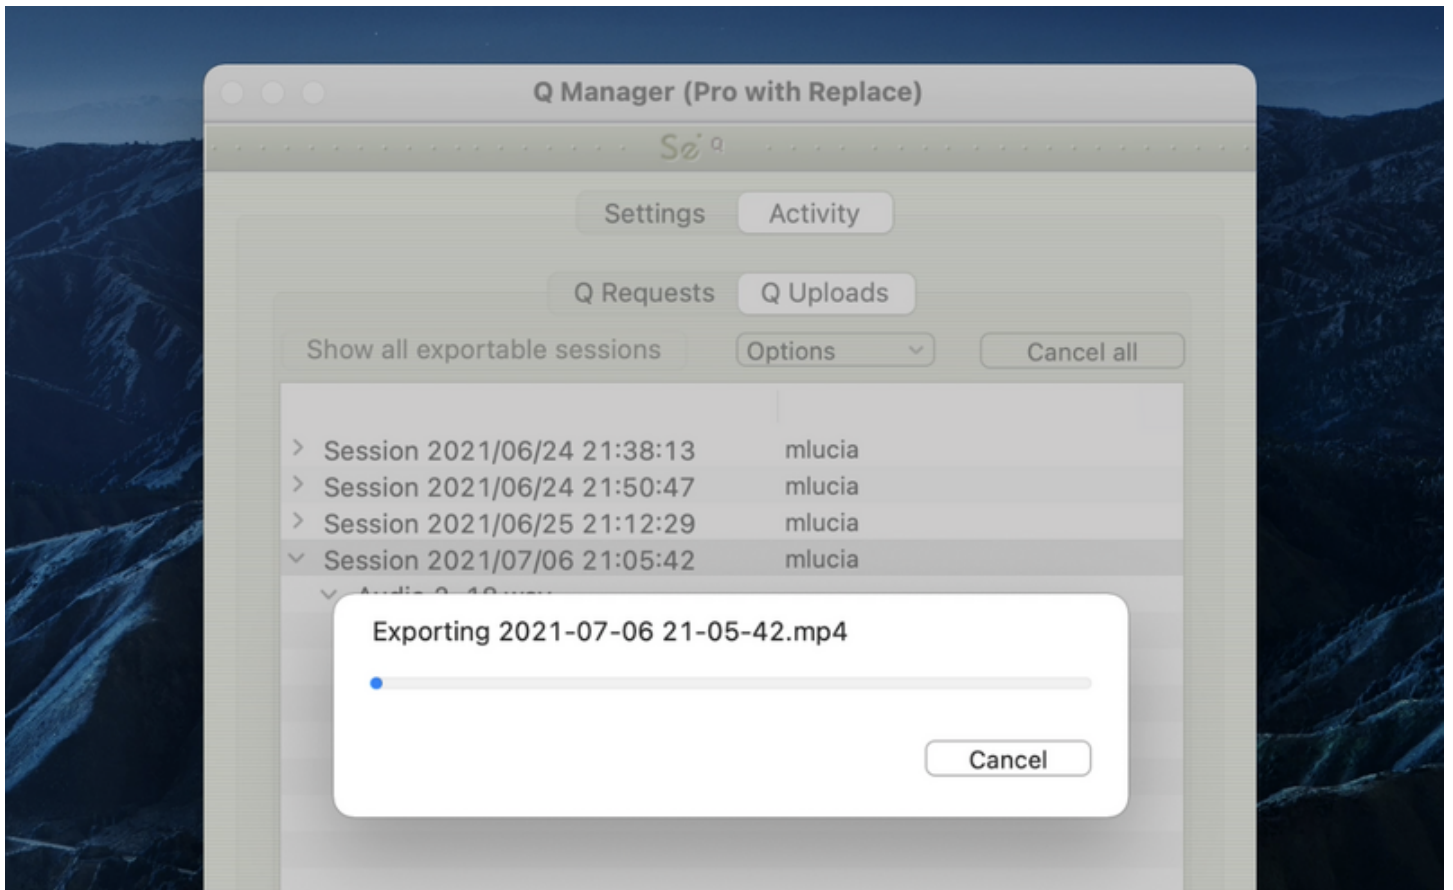 Q Manager (Pro with Replace)
Se Q
Settings Activity
Q Requests Q Uploads
Show all exportable sessions Options Cancel all
Session 2021/06/24 21:38:13 mlucia
Session 2021/06/24 21:50:47 mlucia
Session 2021/06/25 21:12:29 mlucia
Session 2021/07/06 21:05:42 mlucia
Exporting 2021-07-06 21-05-42.mp4
Cancel